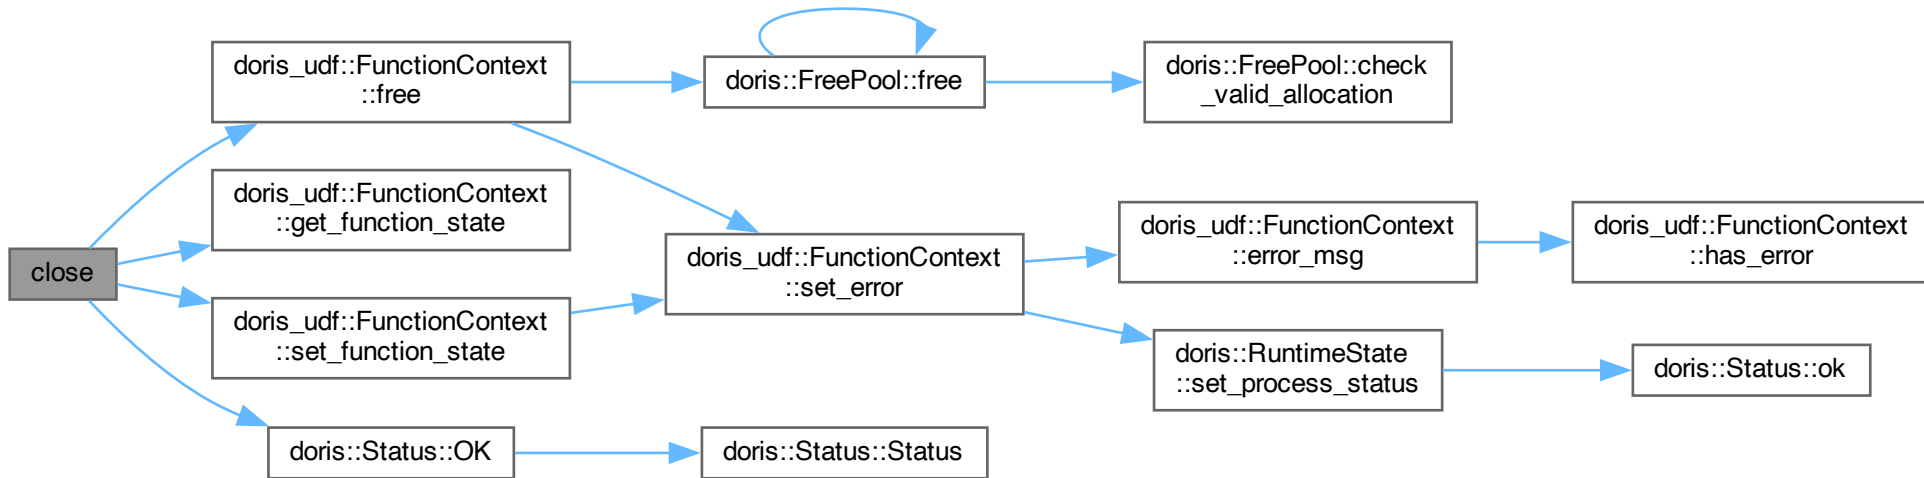 close
doris_udf::FunctionContext
::free
doris_udf::FunctionContext
::get_function_state
doris_udf::FunctionContext
::set_function_state
doris::Status::OK
doris::FreePool::free
doris_udf::FunctionContext
::set_error
doris::Status::Status
doris::FreePool::check
_valid_allocation
doris_udf::FunctionContext
::error_msg
doris::RuntimeState
::set_process_status
doris_udf::FunctionContext
::has_error
doris::Status::ok